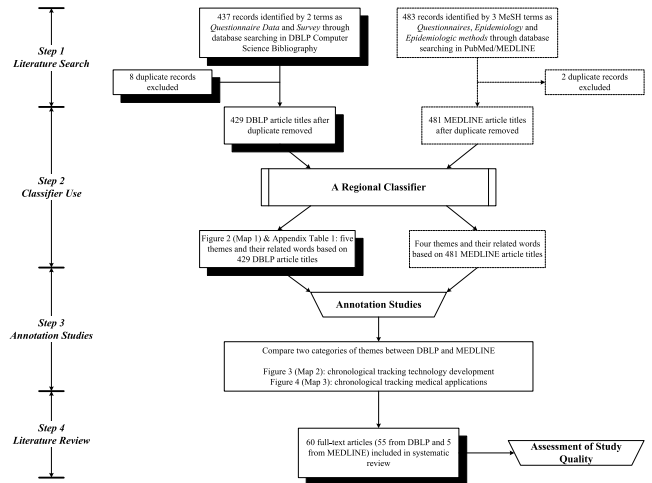 Step 1
Literature Search
437 records identified by 2 terms as
Questionnaire Data and Survey through
database searching in DBLP Computer
Science Bibliography
483 records identified by 3 MeSH terms as
Questionnaires, Epidemiology and
Epidemiologic methods through database
searching in PubMed/MEDLINE
8 duplicate records
excluded
2 duplicate records
excluded
Step 2
Classifier Use
429 DBLP article titles after
duplicate removed
481 MEDLINE article titles
after duplicate removed
A Regional Classifier
Figure 2 (Map 1) & Appendix Table 1: five
themes and their related words based on
429 DBLP article titles
Four themes and their related words
based on 481 MEDLINE article titles
Step 3
Annotation Studies
Annotation Studies
Compare two categories of themes between DBLP and MEDLINE
Figure 3 (Map 2): chronological tracking technology development
Figure 4 (Map 3): chronological tracking medical applications
Step 4
Literature Review
60 full-text articles (55 from DBLP and 5
from MEDLINE) included in systematic
review
Assessment of Study
Quality